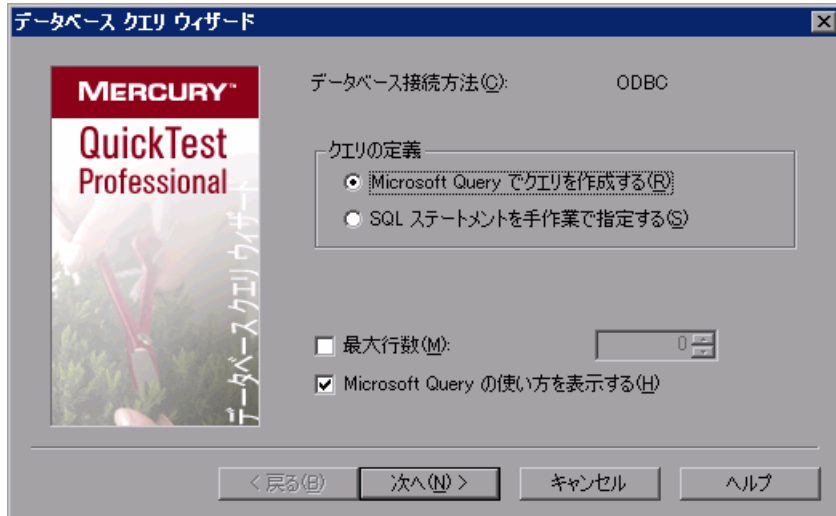 データベース クエリ ウィザード
MERCURY™
QuickTest
Professional
データベース クエリ ウィザード
データベース接続方法(C):
ODBC
クエリの定義
Microsoft Query でクエリを作成する(R)
SQL ステートメントを手作業で指定する(S)
最大行数(M):
0
Microsoft Query の使い方を表示する(H)
< 戻る(B)
次へ(N) >
キャンセル
ヘルプ